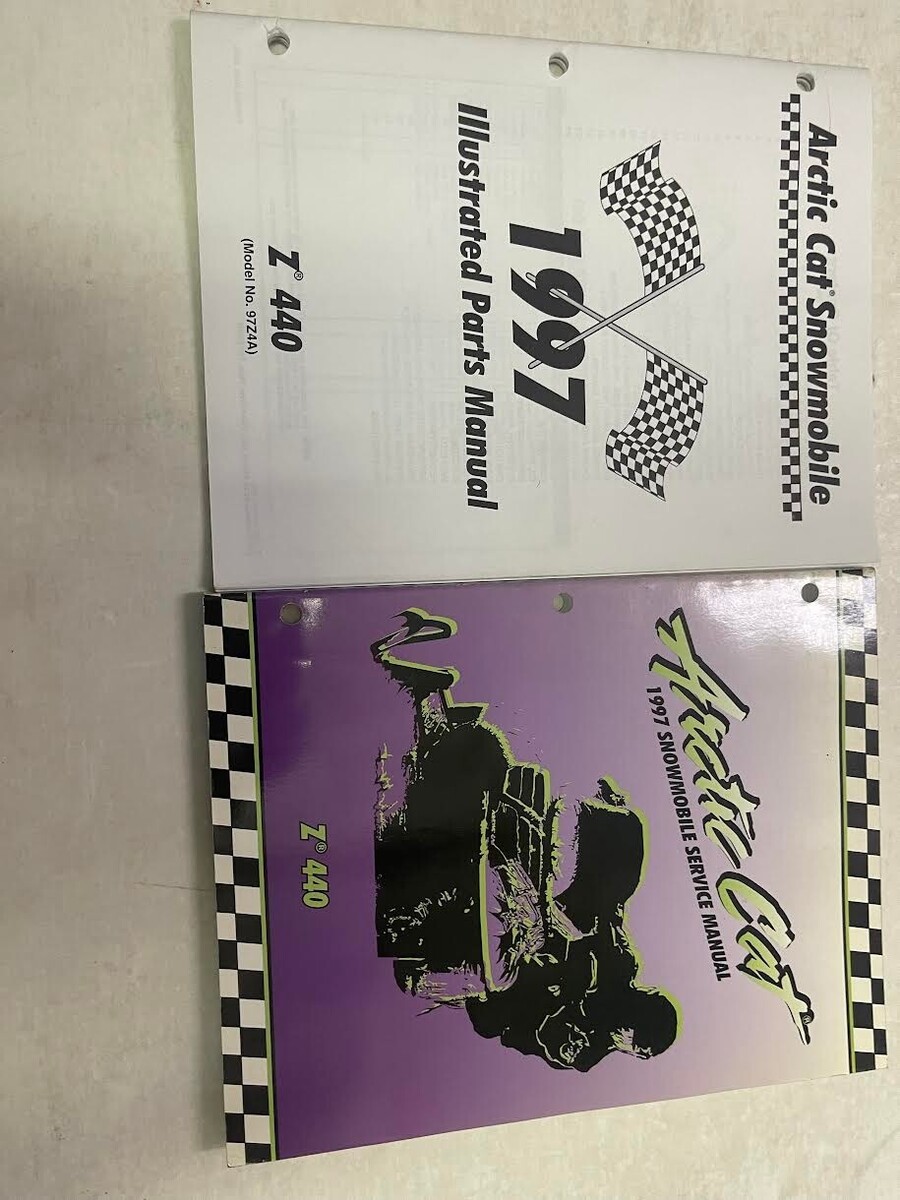 Arctic Cat® Snowmobile
1997
Illustrated Parts Manual
Z® 440
(Model No. 97Z4A)
Arctic Cat®
1997 SNOWMOBILE SERVICE MANUAL
Z® 440